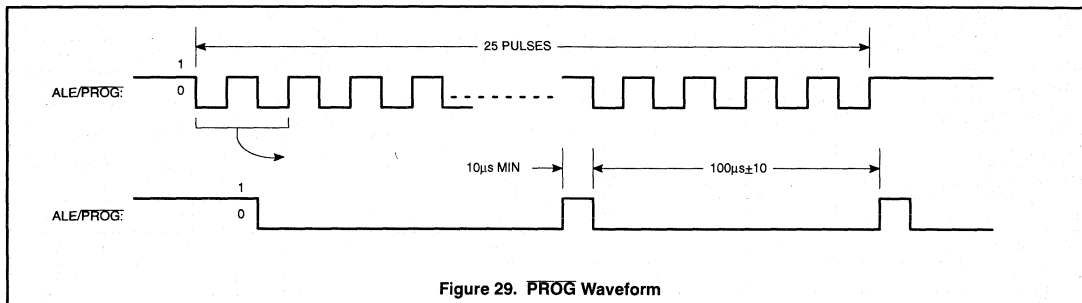 25 PULSES
1
ALE/PROG:
0
10µs MIN
100µs±10
1
ALE/PROG:
0
Figure 29. PROG Waveform